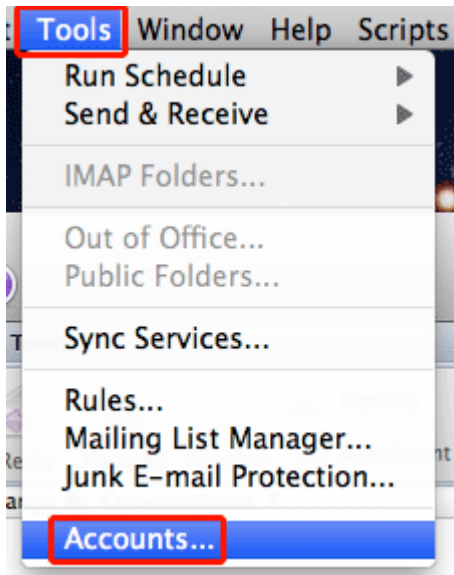 Tools Window Help Scripts
Run Schedule
Send & Receive
IMAP Folders...
Out of Office...
Public Folders...
Sync Services...
Rules...
Mailing List Manager...
Junk E-mail Protection...
Accounts...